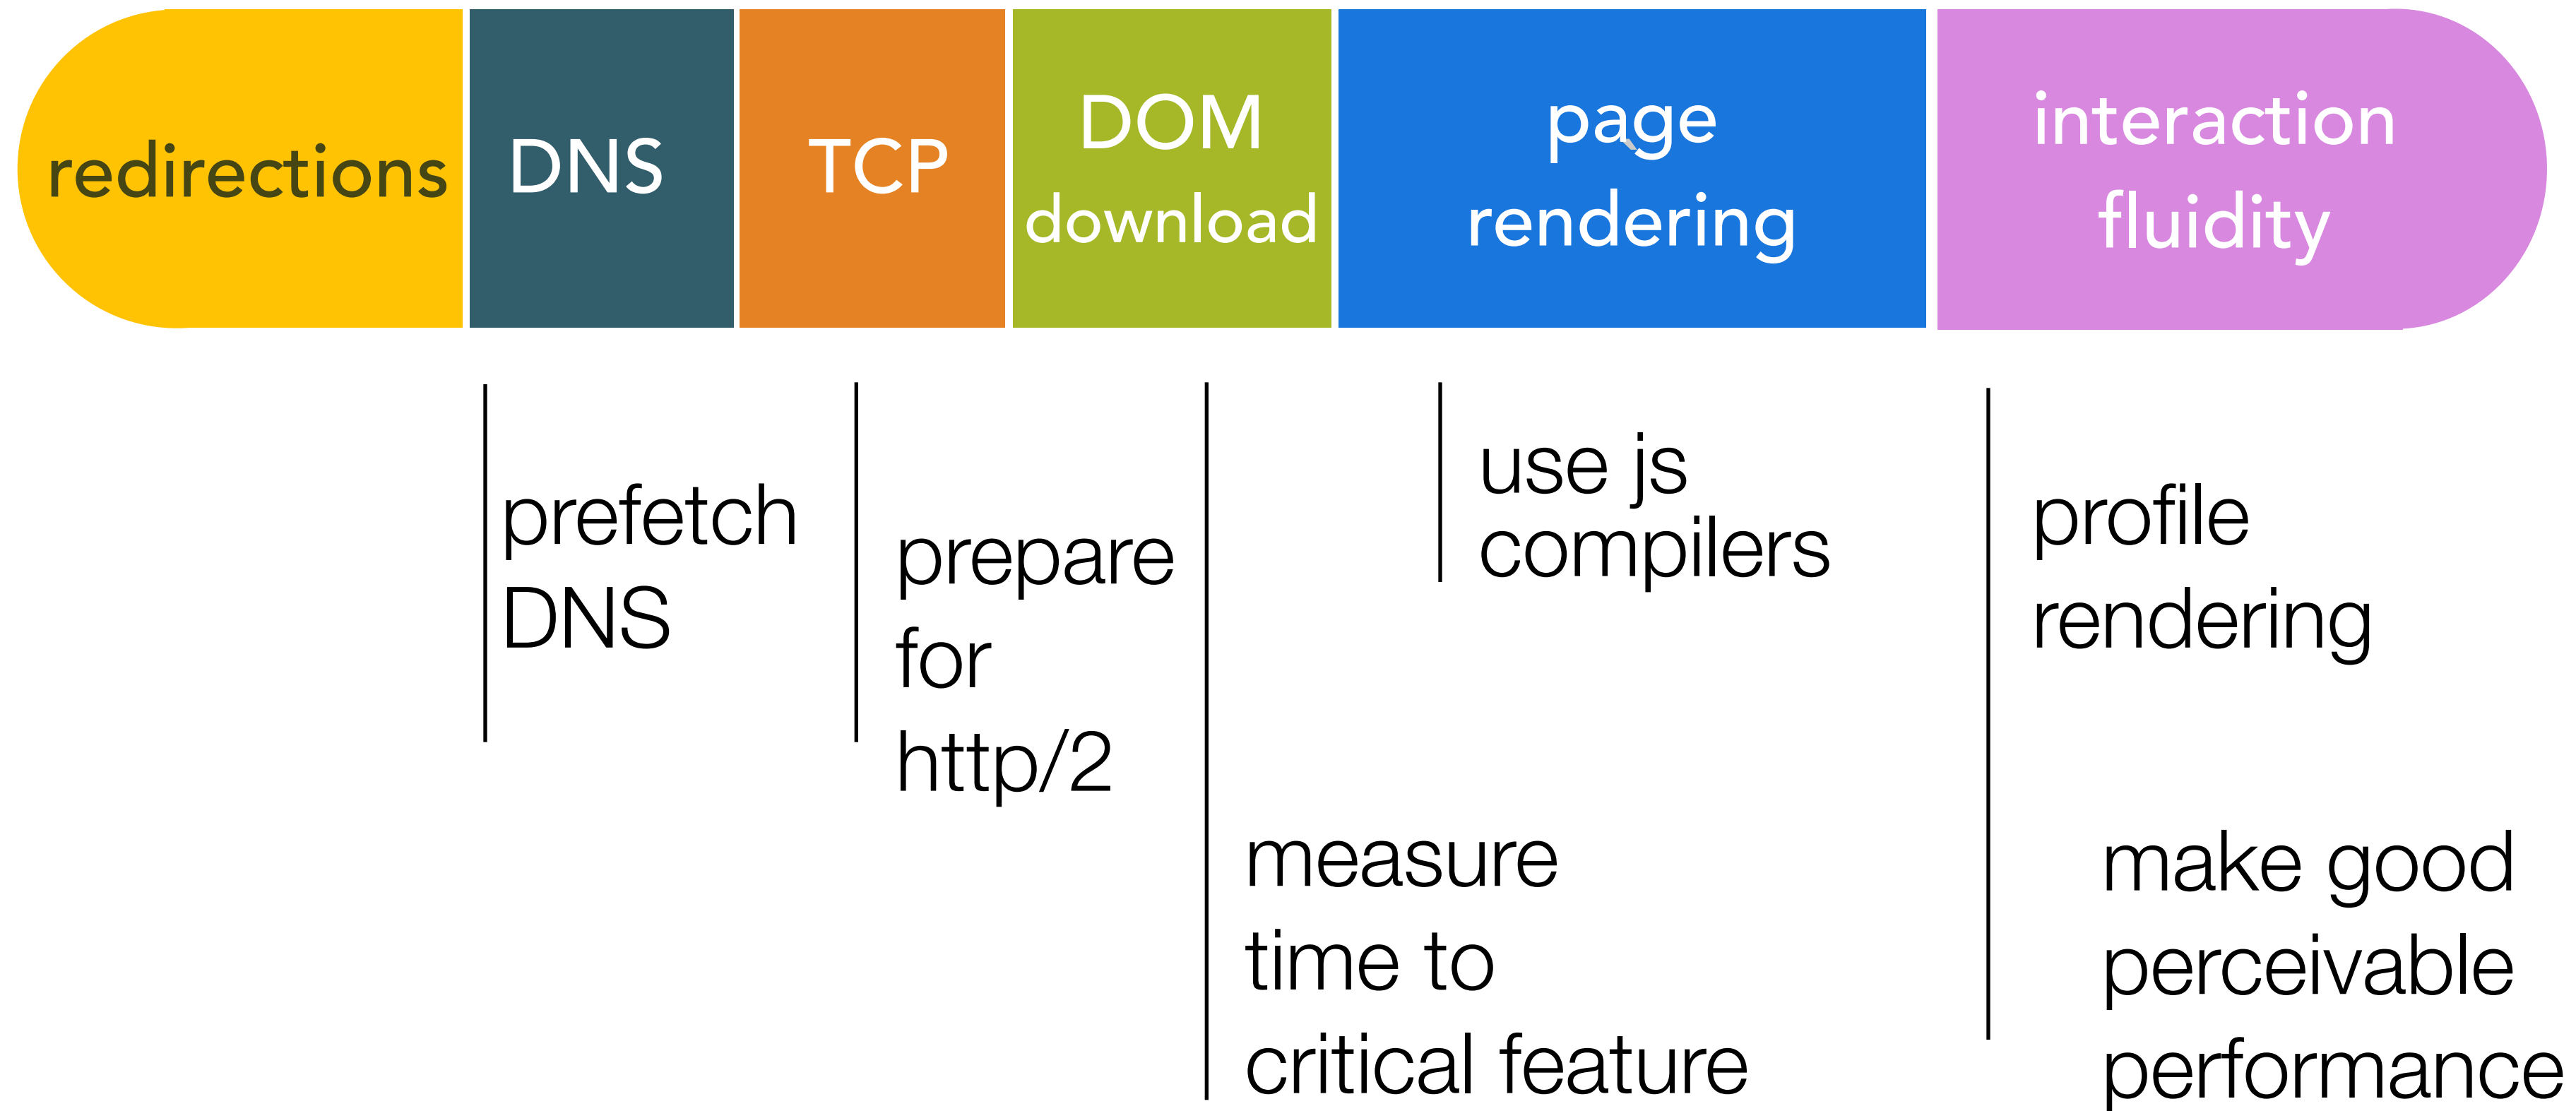 redirections
DNS
TCP
DOM
download
page
rendering
interaction
fluidity
prefetch
DNS
prepare
for
http/2
measure
time to
critical feature
use js
compilers
profile
rendering
make good
perceivable
performance